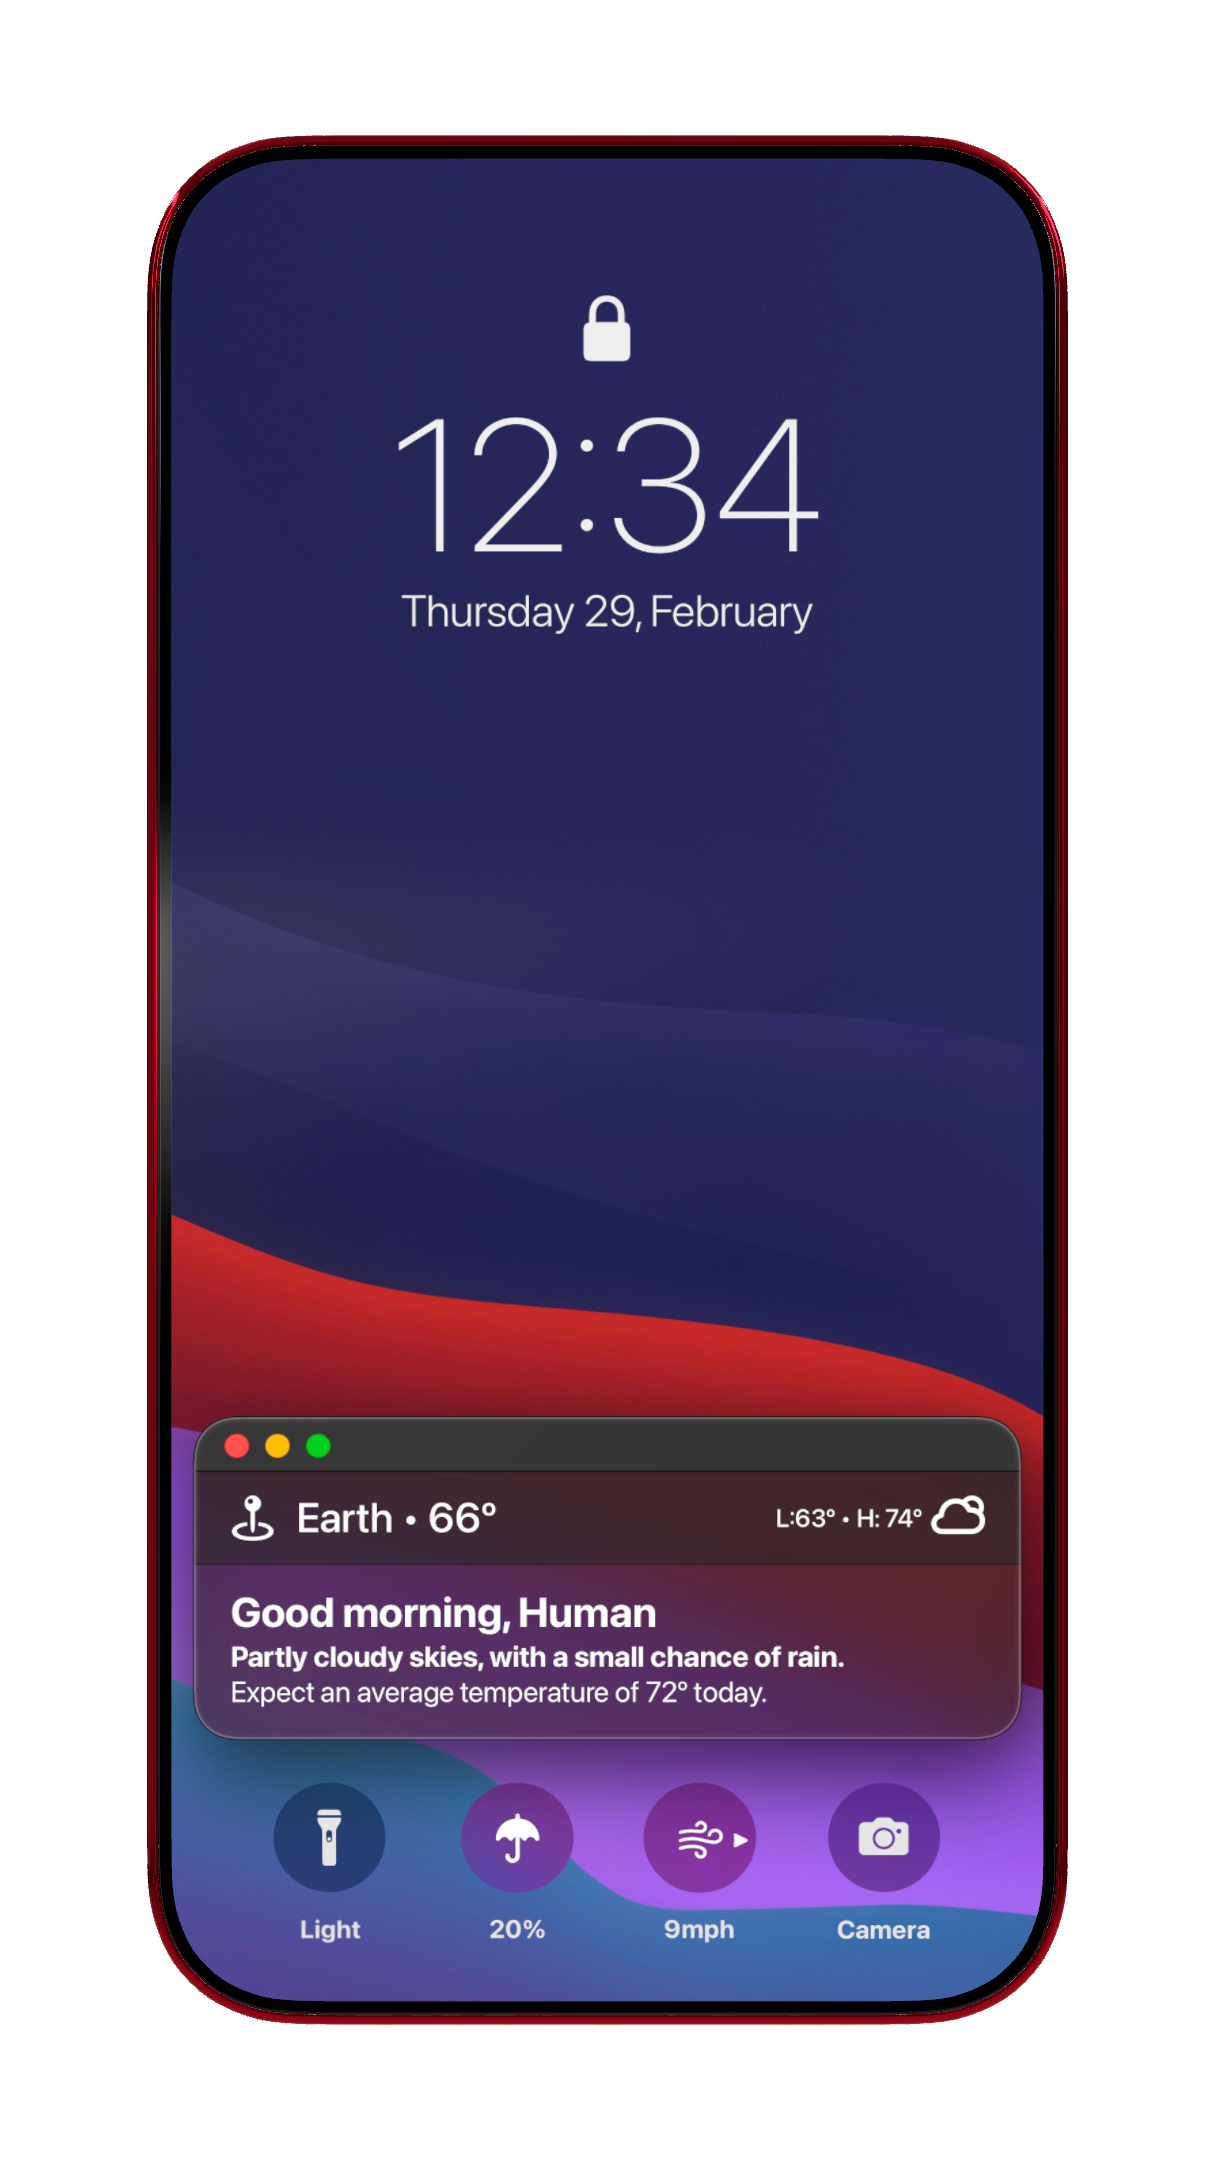 12:34
Thursday 29, February
Earth • 66°
L:63° • H: 74°
Good morning, Human
Partly cloudy skies, with a small chance of rain.
Expect an average temperature of 72° today.
Light
20%
9mph
Camera